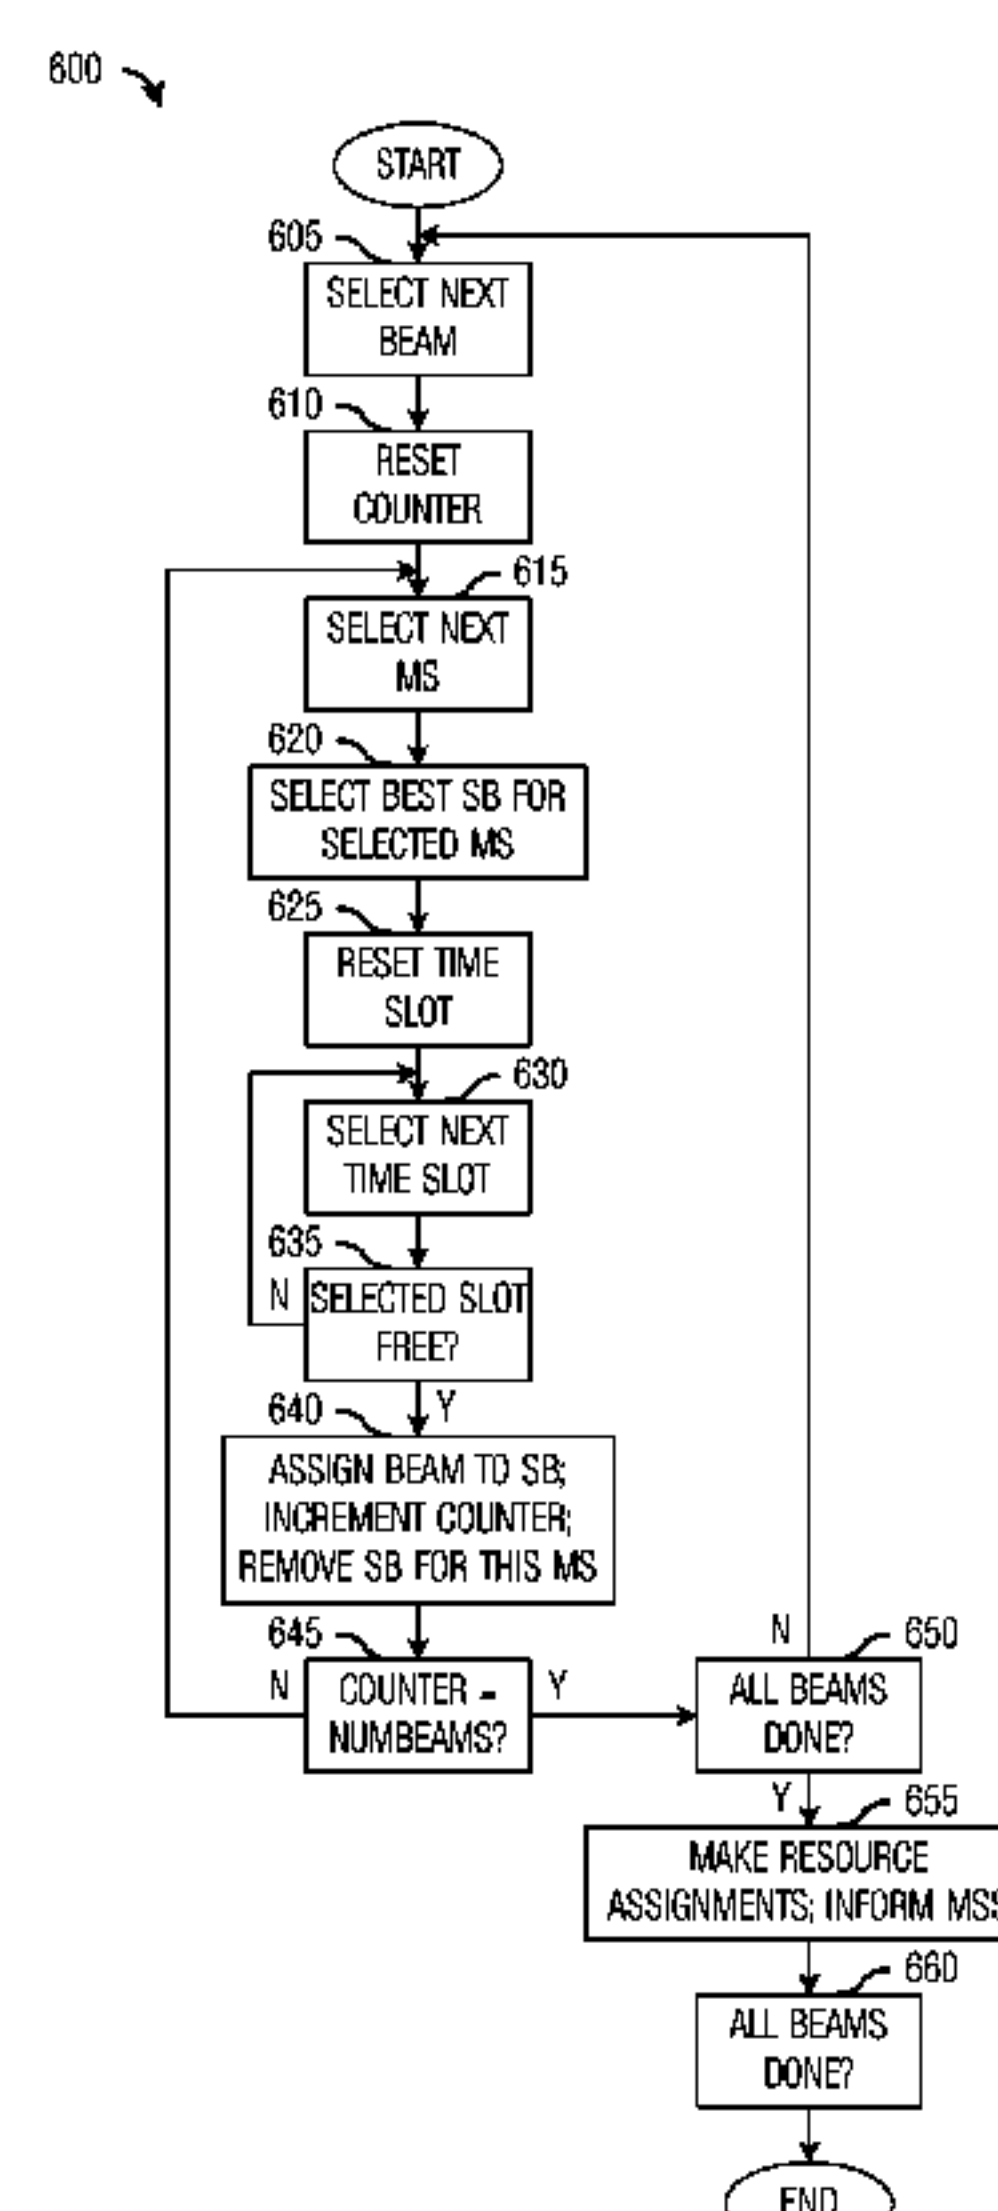 600
START
605
SELECT NEXT
BEAM
610
RESET
COUNTER
615
SELECT NEXT
MS
620
SELECT BEST SB FOR
SELECTED MS
625
RESET TIME
SLOT
630
SELECT NEXT
TIME SLOT
635
N
SELECTED SLOT
FREE?
Y
640
ASSIGN BEAM TO SB;
INCREMENT COUNTER;
REMOVE SB FOR THIS MS
645
N
COUNTER =
NUMBEAMS?
Y
N
650
ALL BEAMS
DONE?
Y
655
MAKE RESOURCE
ASSIGNMENTS; INFORM MSS
660
ALL BEAMS
DONE?
END